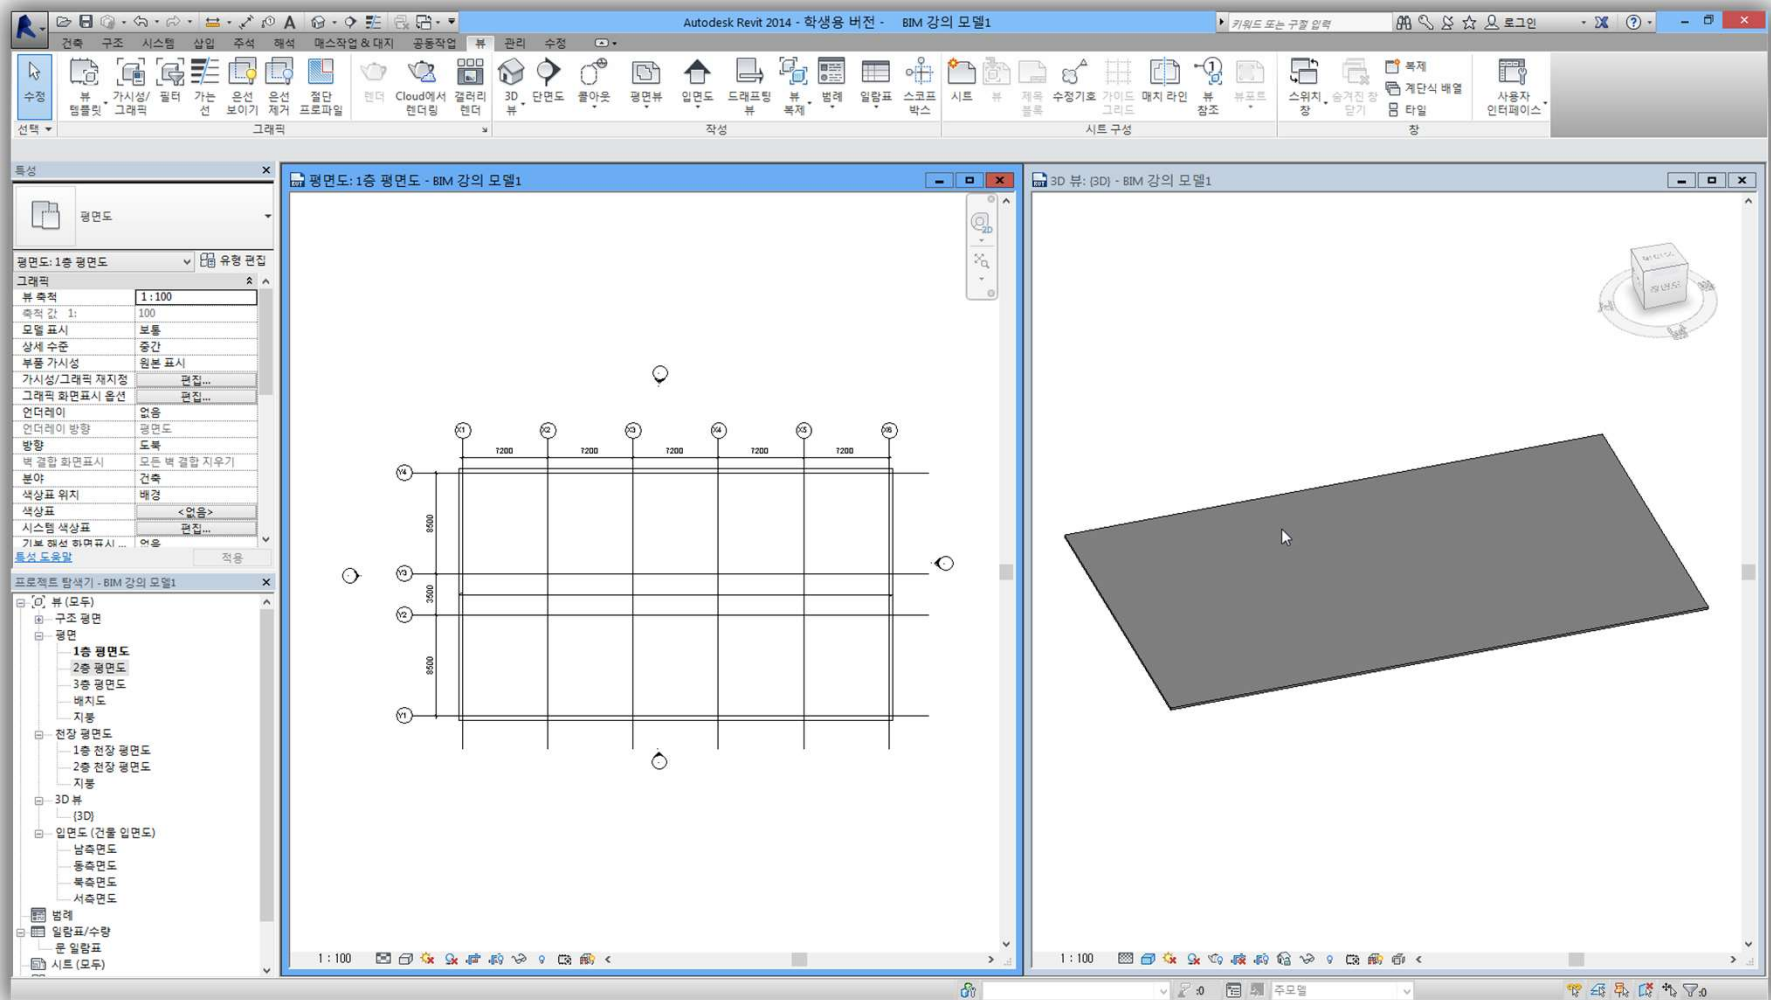 Autodesk Revit 2014 - 학생용 버전 - BIM 강의 모델1
키워드 또는 구절 입력
로그인
건축 구조 시스템 삽입 주석 해석 매스작업 & 대지 공동작업 뷰 관리 수정
수정
뷰 템플릿
가시성/ 그래픽
필터
가는 선
은선 보이기
은선 제거
절단 프로파일
렌더
Cloud에서 렌더링
갤러리 렌더
3D 뷰
단면도
콜아웃
평면뷰
입면도
드래프팅 뷰
뷰 복제
범례
일람표
스코프 박스
시트
뷰
제목 블록
수정기호
가이드 그리드
매치 라인
뷰 참조
뷰포트
스위치 창
숨겨진 창 닫기
복제
계단식 배열
타일
사용자 인터페이스
선택 그래픽 작성 시트 구성 창
특성
평면도
평면도: 1층 평면도
유형 편집
그래픽
뷰 축척 1 : 100
축척 값 1: 100
모델 표시 보통
상세 수준 중간
부품 가시성 원본 표시
가시성/그래픽 재지정 편집...
그래픽 화면표시 옵션 편집...
언더레이 없음
언더레이 방향 평면도
방향 도북
벽 결합 화면표시 모든 벽 결합 지우기
분야 건축
색상표 위치 배경
색상표 <없음>
시스템 색상표 편집...
기본 해석 화면표시 ... 없음
특성 도움말
적용
프로젝트 탐색기 - BIM 강의 모델1
뷰 (모두)
구조 평면
평면
1층 평면도
2층 평면도
3층 평면도
배치도
지붕
천장 평면도
1층 천장 평면도
2층 천장 평면도
지붕
3D 뷰
{3D}
입면도 (건물 입면도)
남측면도
동측면도
북측면도
서측면도
범례
일람표/수량
문 일람표
시트 (모두)
평면도: 1층 평면도 - BIM 강의 모델1
2D
X1 X2 X3 X4 X5 X6
7200 7200 7200 7200 7200
Y4
8500
Y3
3500
Y2
8500
Y1
1 : 100
3D 뷰: {3D} - BIM 강의 모델1
1 : 100
:0
주모델
:0